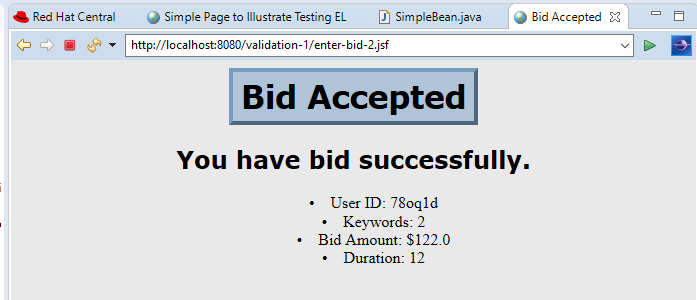 Red Hat Central
Simple Page to Illustrate Testing EL
SimpleBean.java
Bid Accepted
http://localhost:8080/validation-1/enter-bid-2.jsf
Bid Accepted
You have bid successfully.
• User ID: 78oq1d
• Keywords: 2
• Bid Amount: $122.0
• Duration: 12